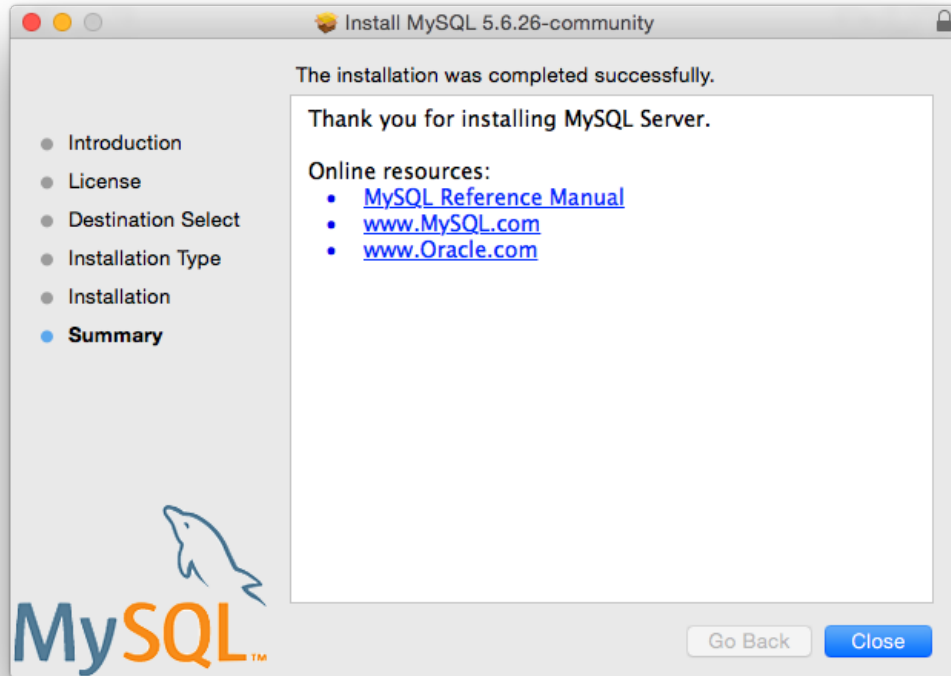 Install MySQL 5.6.26-community
The installation was completed successfully.
Introduction
License
Destination Select
Installation Type
Installation
Summary
Thank you for installing MySQL Server.
Online resources:
• MySQL Reference Manual
• www.MySQL.com
• www.Oracle.com
MySQL™
Go Back
Close